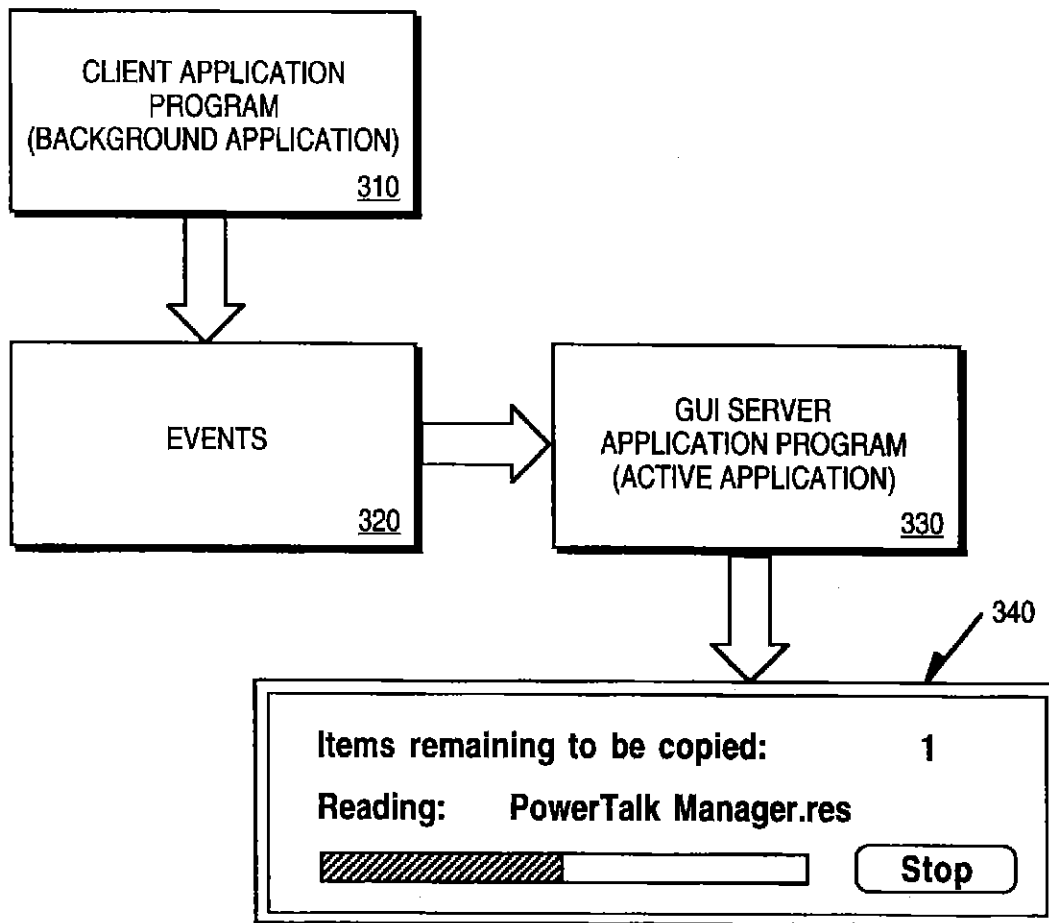 CLIENT APPLICATION
PROGRAM
(BACKGROUND APPLICATION)
310
EVENTS
320
GUI SERVER
APPLICATION PROGRAM
(ACTIVE APPLICATION)
330
340
Items remaining to be copied: 1
Reading: PowerTalk Manager.res
Stop